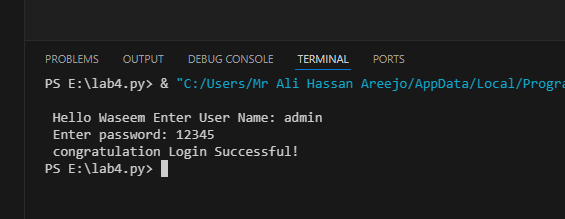 PROBLEMS OUTPUT DEBUG CONSOLE TERMINAL PORTS
PS E:\lab4.py> & "C:/Users/Mr Ali Hassan Areejo/AppData/Local/Progra
Hello Waseem Enter User Name: admin
Enter password: 12345
congratulation Login Successful!
PS E:\lab4.py>